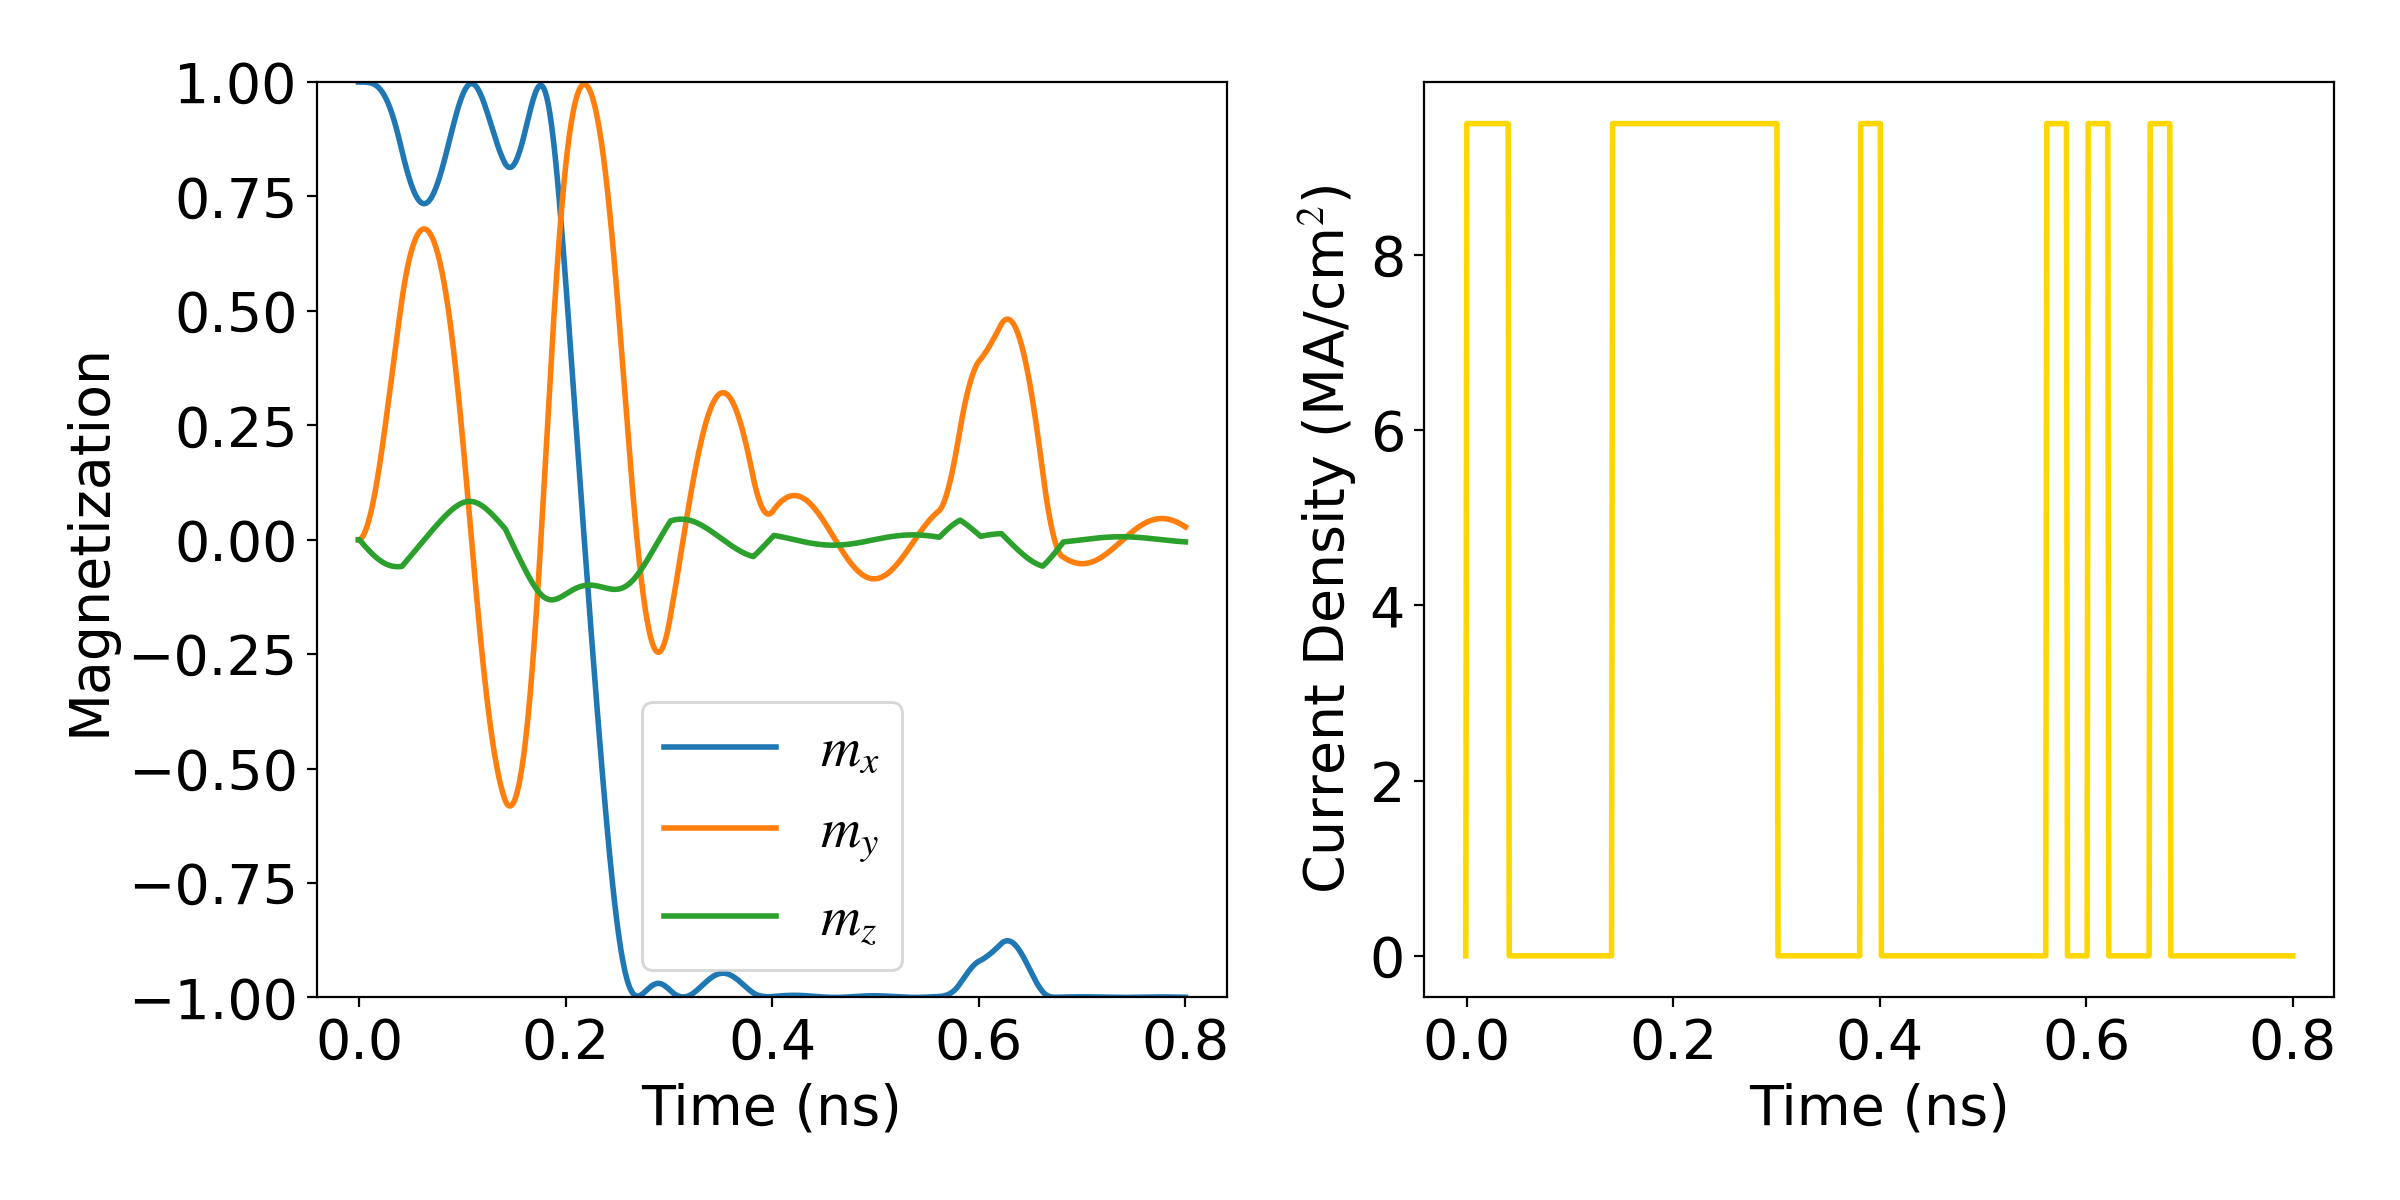 1.00
0.75
0.50
0.25
0.00
−0.25
−0.50
−0.75
−1.00
Magnetization
0.0 0.2 0.4 0.6 0.8
Time (ns)
m_x
m_y
m_z
8
6
4
2
0
Current Density (MA/cm²)
0.0 0.2 0.4 0.6 0.8
Time (ns)